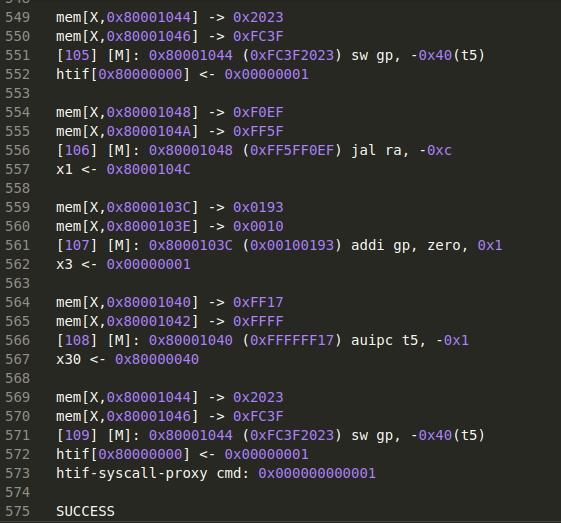 549 mem[X,0x80001044] -> 0x2023
550 mem[X,0x80001046] -> 0xFC3F
551 [105] [M]: 0x80001044 (0xFC3F2023) sw gp, -0x40(t5)
552 htif[0x80000000] <- 0x00000001
553
554 mem[X,0x80001048] -> 0xF0EF
555 mem[X,0x8000104A] -> 0xFF5F
556 [106] [M]: 0x80001048 (0xFF5FF0EF) jal ra, -0xc
557 x1 <- 0x8000104C
558
559 mem[X,0x8000103C] -> 0x0193
560 mem[X,0x8000103E] -> 0x0010
561 [107] [M]: 0x8000103C (0x00100193) addi gp, zero, 0x1
562 x3 <- 0x00000001
563
564 mem[X,0x80001040] -> 0xFF17
565 mem[X,0x80001042] -> 0xFFFF
566 [108] [M]: 0x80001040 (0xFFFFFF17) auipc t5, -0x1
567 x30 <- 0x80000040
568
569 mem[X,0x80001044] -> 0x2023
570 mem[X,0x80001046] -> 0xFC3F
571 [109] [M]: 0x80001044 (0xFC3F2023) sw gp, -0x40(t5)
572 htif[0x80000000] <- 0x00000001
573 htif-syscall-proxy cmd: 0x000000000001
574
575 SUCCESS